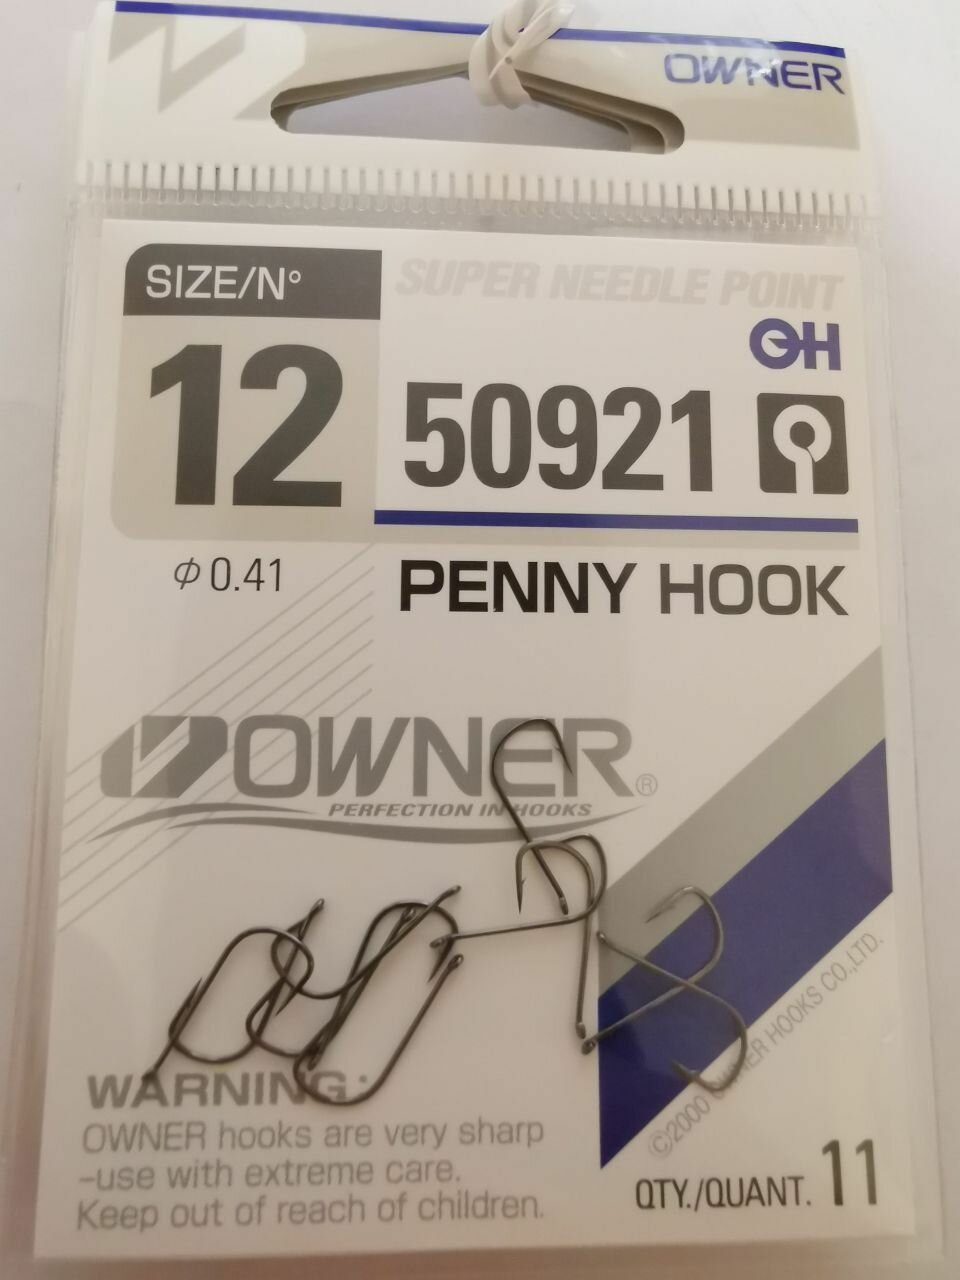 OWNER
SIZE/N°
12
SUPER NEEDLE POINT
OH
50921
φ 0.41
PENNY HOOK
OWNER®
PERFECTION IN HOOKS
WARNING:
OWNER hooks are very sharp
-use with extreme care.
Keep out of reach of children.
©2000 OWNER HOOKS CO.,LTD.
QTY./QUANT. 11